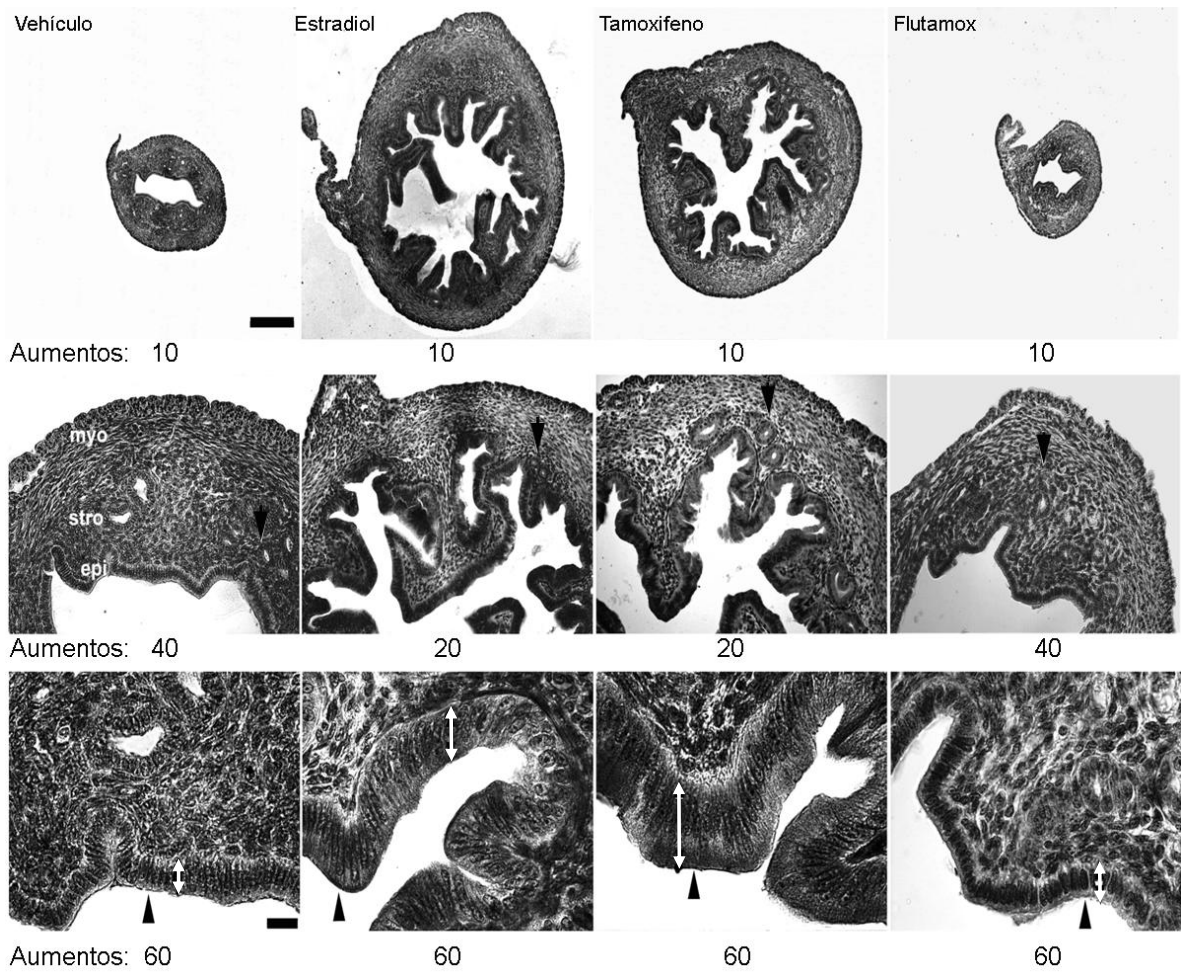 Vehículo Estradiol Tamoxifeno Flutamox
Aumentos: 10 10 10 10
myo
stro
epi
Aumentos: 40 20 20 40
Aumentos: 60 60 60 60